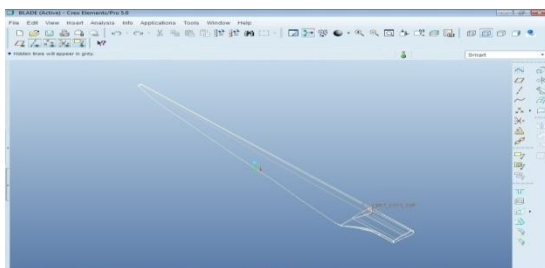 BLADE (Active) - Creo Elements/Pro 5.0
File Edit View Insert Analysis Info Applications Tools Window Help
Hidden lines will appear in grey
Smart